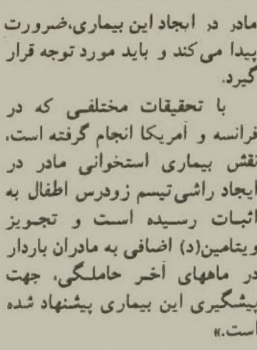 مادر در ایجاد این بیماری،ضرورت
پیدا می‌کند و باید مورد توجه قرار
گیرد.
با تحقیقات مختلفی که در
فرانسه و آمریکا انجام گرفته است،
نقش بیماری استخوانی مادر در
ایجاد راشی‌تیسم زودرس اطفال به
اثبات رسیده است و تجویز
ویتامین(د) اضافی به مادران باردار
در ماههای آخر حاملگی، جهت
پیشگیری این بیماری پیشنهاد شده
است.»